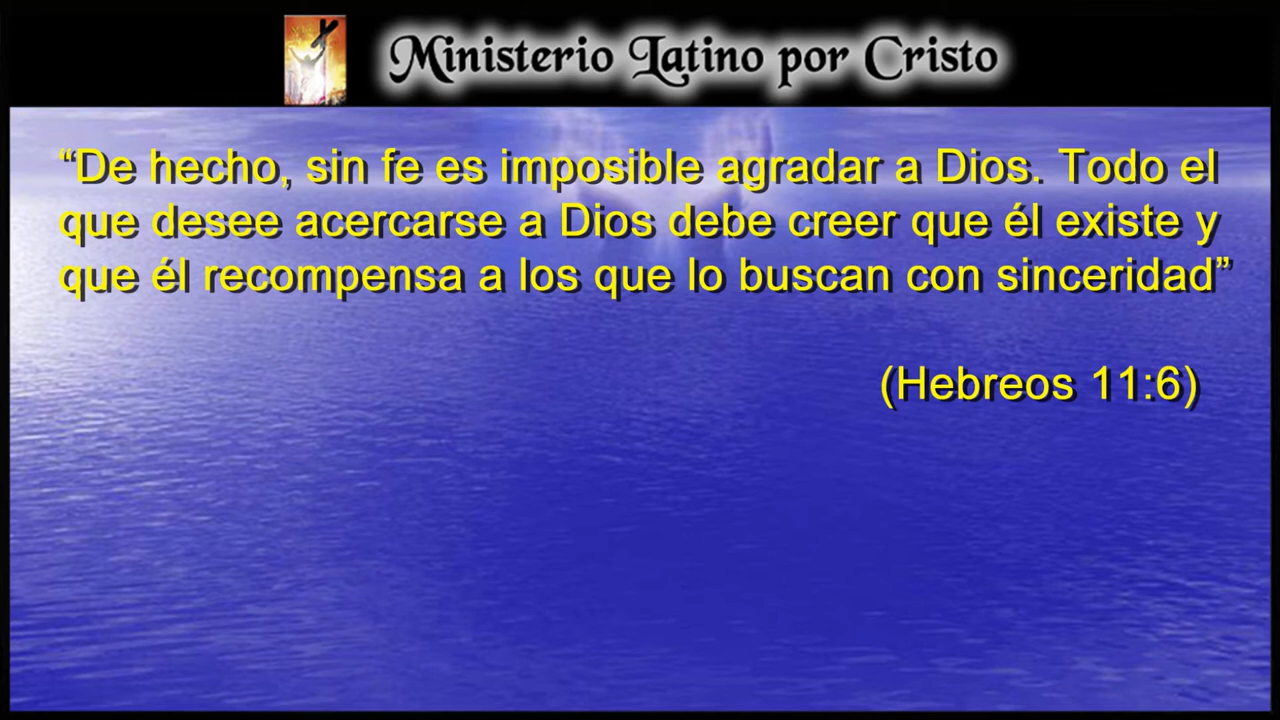 Ministerio Latino por Cristo
“De hecho, sin fe es imposible agradar a Dios. Todo el
que desee acercarse a Dios debe creer que él existe y
que él recompensa a los que lo buscan con sinceridad”
(Hebreos 11:6)